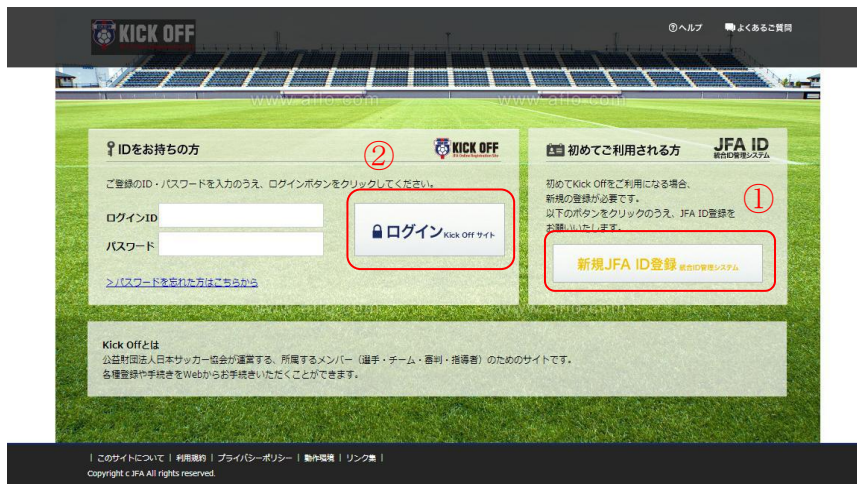 KICK OFF
ヘルプ
よくあるご質問
www.aflo.com
www.aflo.com
IDをお持ちの方
KICK OFF
②
ご登録のID・パスワードを入力のうえ、ログインボタンをクリックしてください。
ログインID
パスワード
ログイン Kick Off サイト
>パスワードを忘れた方はこちらから
初めてご利用される方
JFA ID
統合ID管理システム
初めてKick Offをご利用になる場合、
新規の登録が必要です。
以下のボタンをクリックのうえ、JFA ID登録を
お願いいたします。
①
新規JFA ID登録 統合ID管理システム
www.aflo.com
Kick Offとは
公益財団法人日本サッカー協会が運営する、所属するメンバー（選手・チーム・審判・指導者）のためのサイトです。
各種登録や手続きをWebからお手続きいただくことができます。
| このサイトについて | 利用規約 | プライバシーポリシー | 動作環境 | リンク集 |
Copyright c JFA All rights reserved.